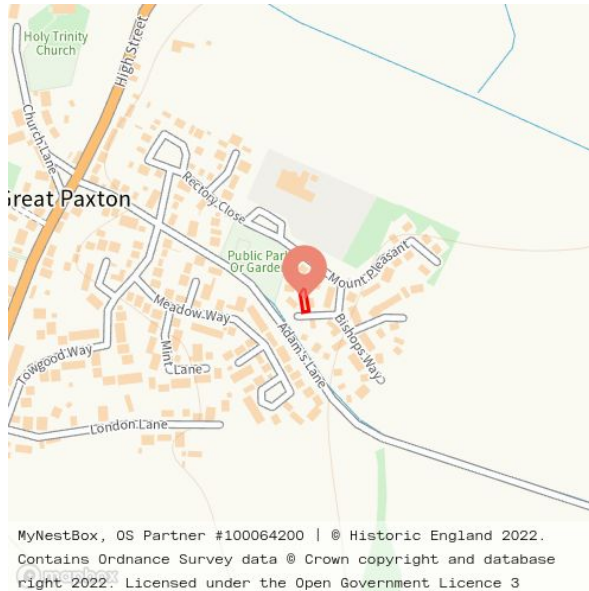 Holy Trinity
Church
High Street
Church Lane
Great Paxton
Rectory Close
Public Park
Or Garden
Mount Pleasant
Meadow Way
Adam's Lane
Bishops Way
Towgood Way
Mint Lane
London Lane
MyNestBox, OS Partner #100064200 | © Historic England 2022.
Contains Ordnance Survey data © Crown copyright and database
right 2022. Licensed under the Open Government Licence 3
mapbox